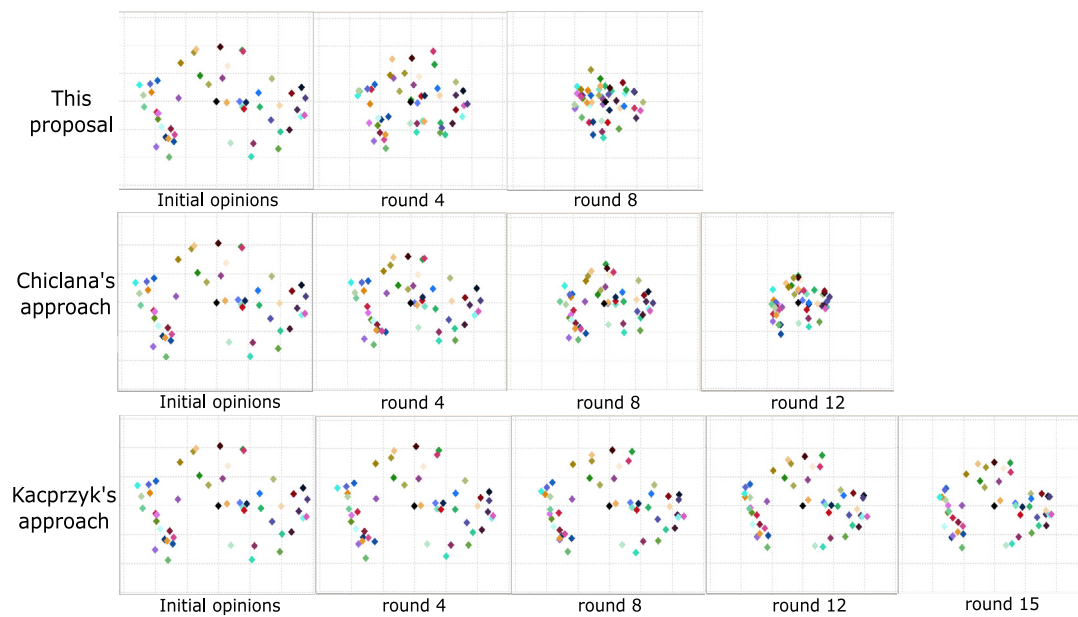 This
proposal
Initial opinions
round 4
round 8
Chiclana's
approach
Initial opinions
round 4
round 8
round 12
Kacprzyk's
approach
Initial opinions
round 4
round 8
round 12
round 15